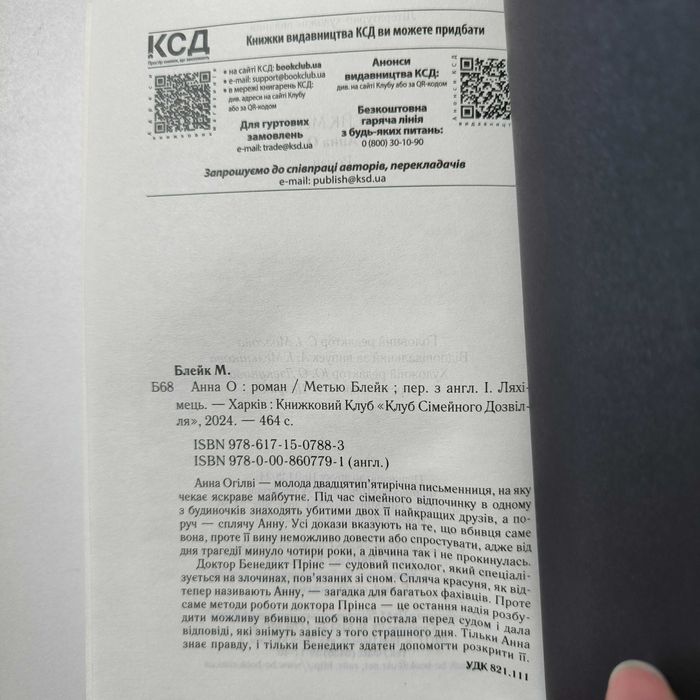 КСД
Книжки видавництва КСД ви можете придбати
• на сайті КСД: bookclub.ua
• e-mail: support@bookclub.ua
• в мережі книгарень КСД:
див. адреси на сайті Клубу
або за QR-кодом
Для гуртових
замовлень
e-mail: trade@ksd.ua
Анонси
видавництва КСД:
див. на сайті Клубу або за QR-кодом
Безкоштовна
гаряча лінія
з будь-яких питань:
0 (800) 30-10-90
Запрошуємо до співпраці авторів, перекладачів
e-mail: publish@ksd.ua
Блейк М.
Б68 Анна О : роман / Метью Блейк ; пер. з англ. І. Ляхі-
мець. — Харків : Книжковий Клуб «Клуб Сімейного Дозвіл-
ля», 2024. — 464 с.
ISBN 978-617-15-0788-3
ISBN 978-0-00-860779-1 (англ.)
Анна Огілві — молода двадцятип'ятирічна письменниця, на яку
чекає яскраве майбутнє. Під час сімейного відпочинку в одному
з будиночків знаходять убитими двох її найкращих друзів, а по-
руч — сплячу Анну. Усі докази вказують на те, що вбивця саме
вона, проте її вину неможливо довести або спростувати, адже від
дня трагедії минуло чотири роки, а дівчина так і не прокинулась.
Доктор Бенедикт Прінс — судовий психолог, який спеціалі-
зується на злочинах, пов'язаних зі сном. Спляча красуня, як від-
тепер називають Анну, — загадка для багатьох фахівців. Проте
саме методи роботи доктора Прінса — це остання надія розбу-
дити можливу вбивцю, щоб вона постала перед судом і дала
відповіді, які знімуть завісу з того страшного дня. Тільки Анна
знає правду, і тільки Бенедикт здатен допомогти розкрити її.
УДК 821.111